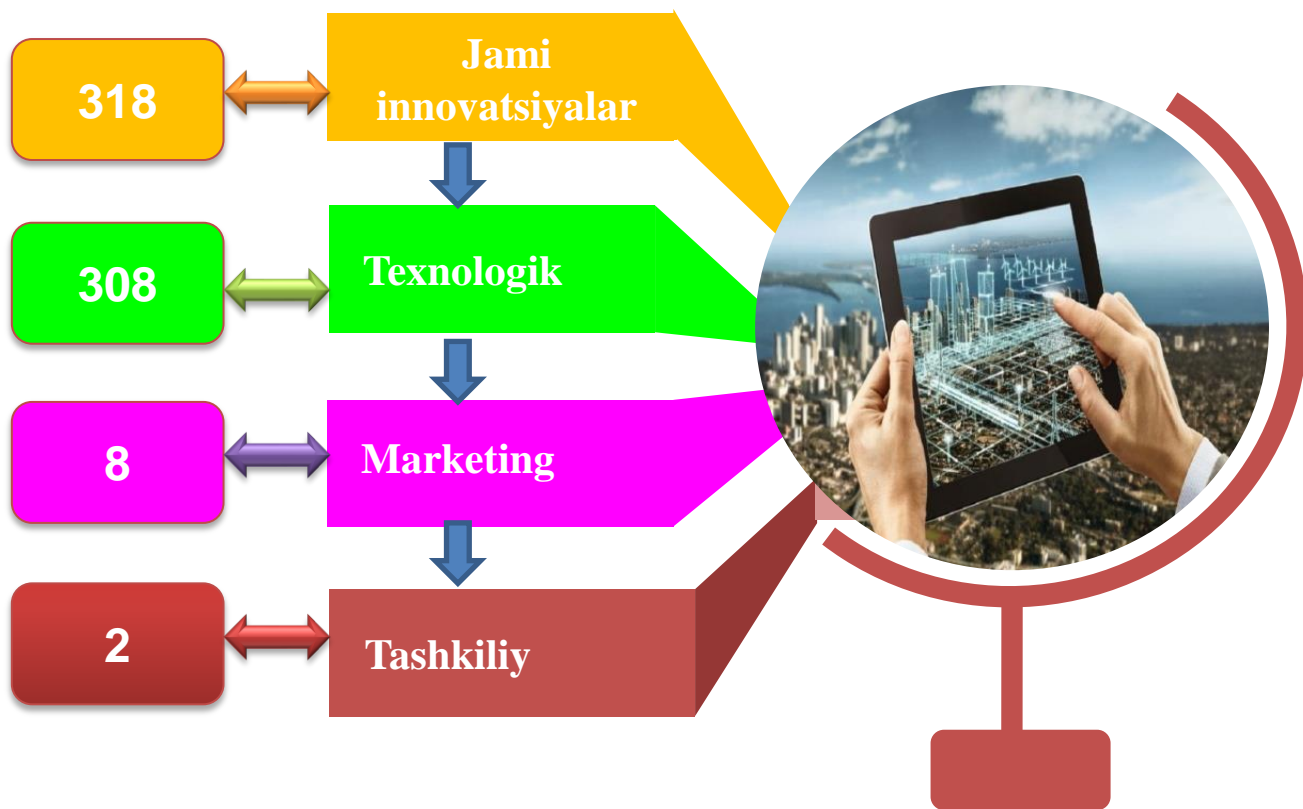 318
Jami
innovatsiyalar
308
Texnologik
8
Marketing
2
Tashkiliy